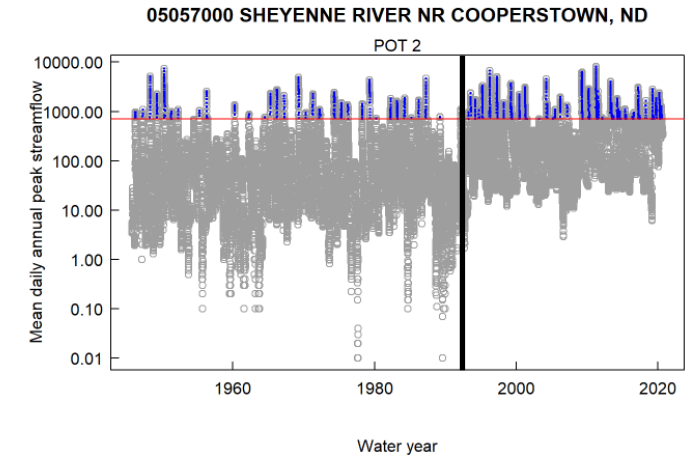 05057000 SHEYENNE RIVER NR COOPERSTOWN, ND
POT 2
Mean daily annual peak streamflow
10000.00
1000.00
100.00
10.00
1.00
0.10
0.01
1960 1980 2000 2020
Water year